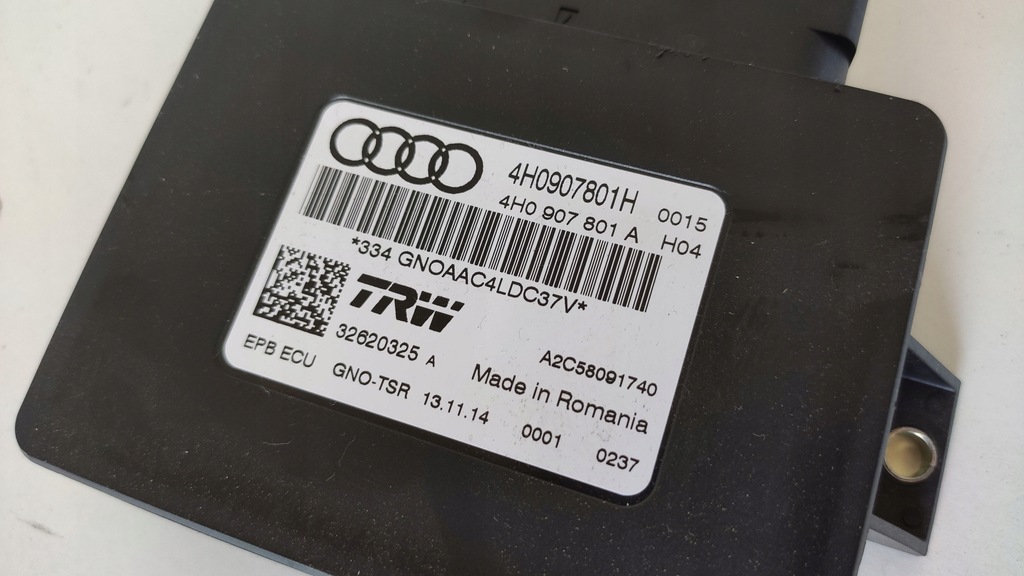 4H0907801H 0015
4H0 907 801 A H04
*334 GNOAAC4LDC37V*
TRW
32620325 A A2C58091740
EPB ECU GNO-TSR 13.11.14 Made in Romania
0001 0237